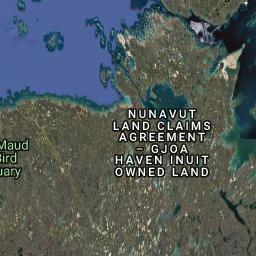 NUNAVUT
LAND CLAIMS
AGREEMENT
– GJOA
HAVEN INUIT
OWNED LAND
Maud
Bird
uary